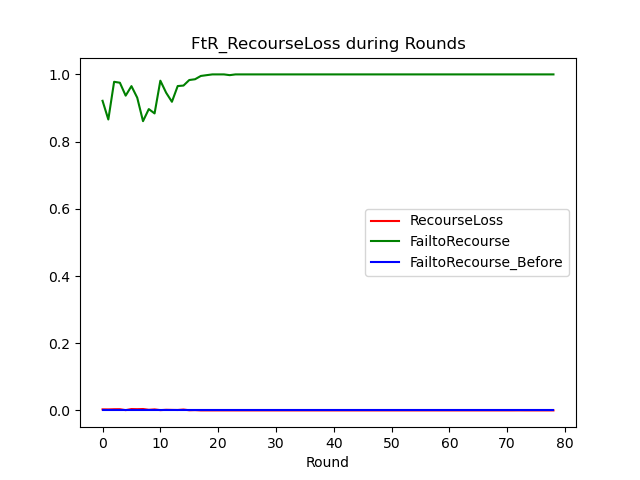 FtR_RecourseLoss during Rounds
1.0
0.8
0.6
0.4
0.2
0.0
RecourseLoss
FailtoRecourse
FailtoRecourse_Before
0 10 20 30 40 50 60 70 80
Round